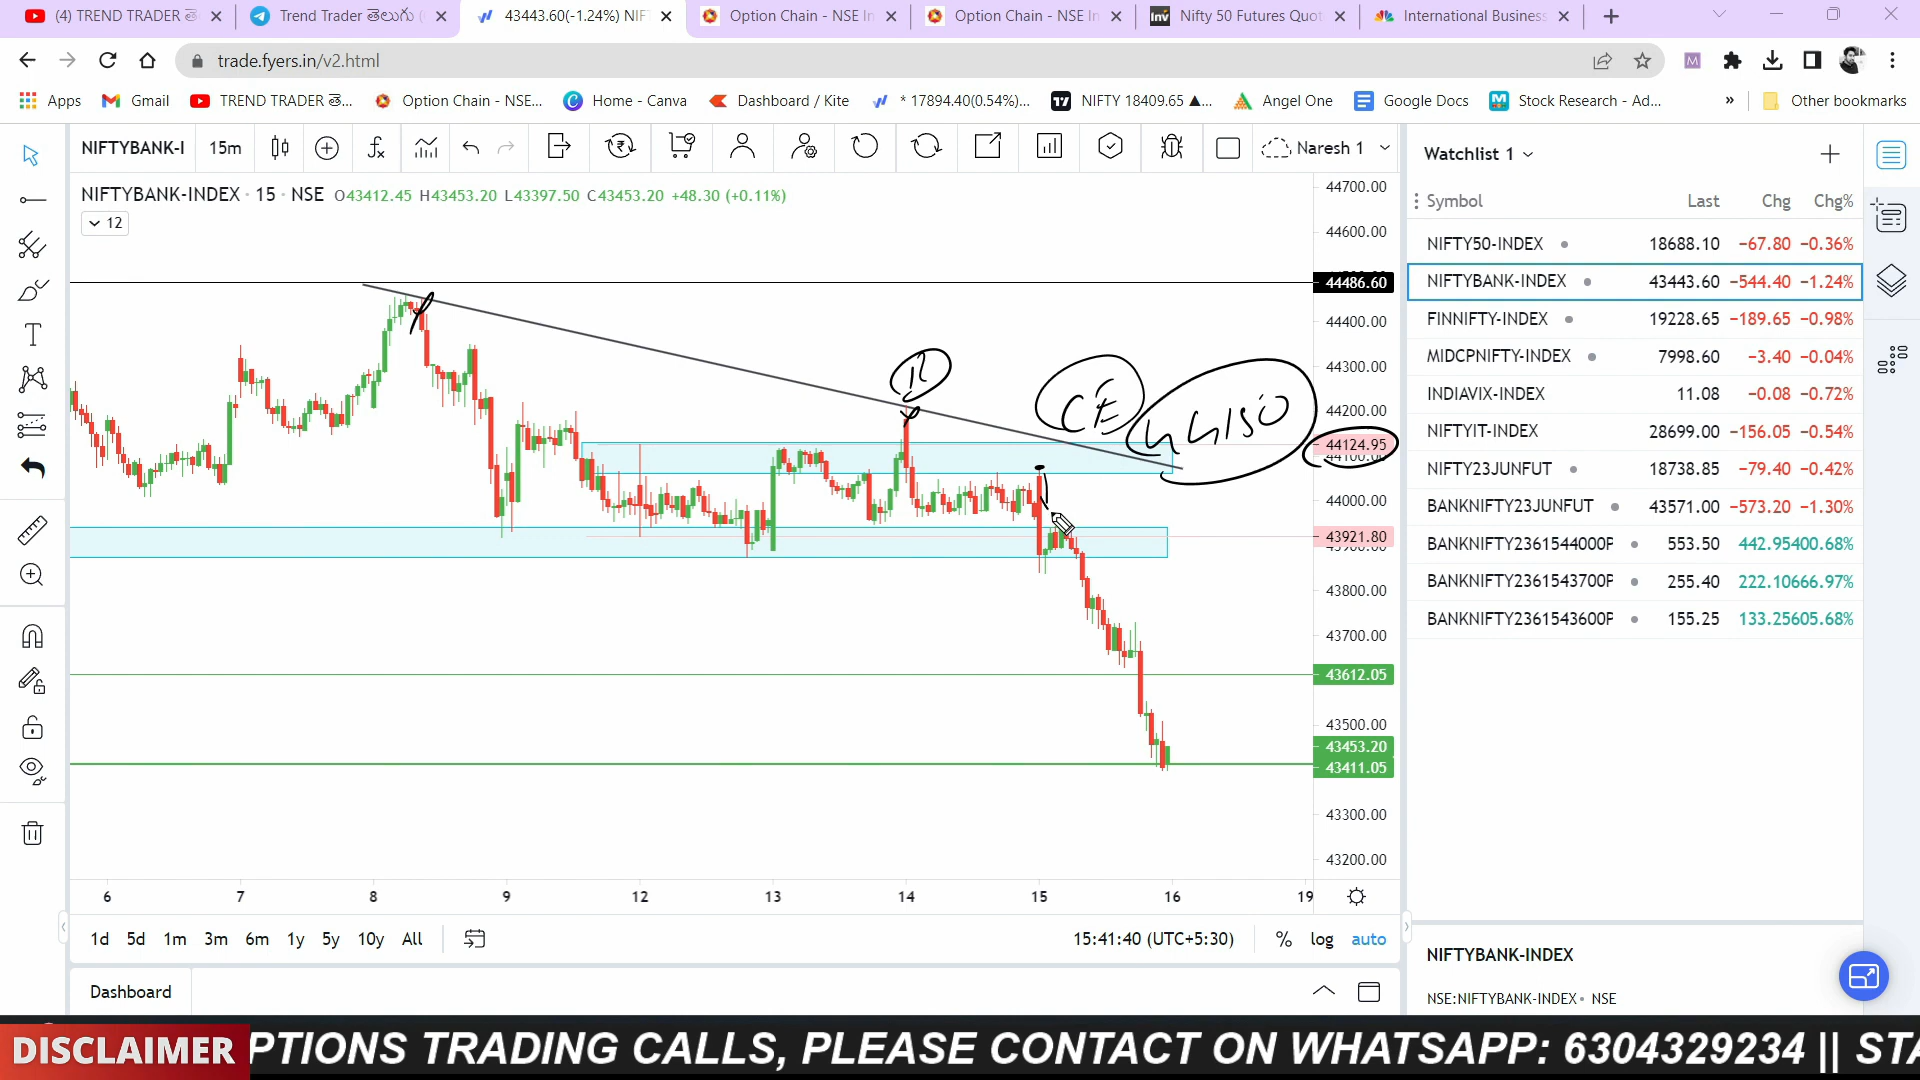 (4) TREND TRADER తె
Trend Trader తెలుగు (
43443.60(-1.24%) NIF
Option Chain - NSE In
Option Chain - NSE In
Nifty 50 Futures Quot
International Business
trade.fyers.in/v2.html
Apps
Gmail
TREND TRADER తె...
Option Chain - NSE...
Home - Canva
Dashboard / Kite
* 17894.40(0.54%)...
NIFTY 18409.65 ▲...
Angel One
Google Docs
Stock Research - Ad...
»
Other bookmarks
NIFTYBANK-I
15m
Naresh 1
NIFTYBANK-INDEX · 15 · NSE O43412.45 H43453.20 L43397.50 C43453.20 +48.30 (+0.11%)
12
R
CE
44150
44700.00
44600.00
44486.60
44400.00
44300.00
44200.00
44124.95
44100.00
44000.00
43921.80
43800.00
43700.00
43612.05
43500.00
43453.20
43411.05
43300.00
43200.00
6 7 8 9 12 13 14 15 16 19
1d 5d 1m 3m 6m 1y 5y 10y All
15:41:40 (UTC+5:30)
% log auto
Dashboard
Watchlist 1
Symbol Last Chg Chg%
NIFTY50-INDEX 18688.10 −67.80 −0.36%
NIFTYBANK-INDEX 43443.60 −544.40 −1.24%
FINNIFTY-INDEX 19228.65 −189.65 −0.98%
MIDCPNIFTY-INDEX 7998.60 −3.40 −0.04%
INDIAVIX-INDEX 11.08 −0.08 −0.72%
NIFTYIT-INDEX 28699.00 −156.05 −0.54%
NIFTY23JUNFUT 18738.85 −79.40 −0.42%
BANKNIFTY23JUNFUT 43571.00 −573.20 −1.30%
BANKNIFTY2361544000P 553.50 442.95400.68%
BANKNIFTY2361543700P 255.40 222.10666.97%
BANKNIFTY2361543600P 155.25 133.25605.68%
NIFTYBANK-INDEX
NSE:NIFTYBANK-INDEX • NSE
DISCLAIMER
PTIONS TRADING CALLS, PLEASE CONTACT ON WHATSAPP: 6304329234 || STA